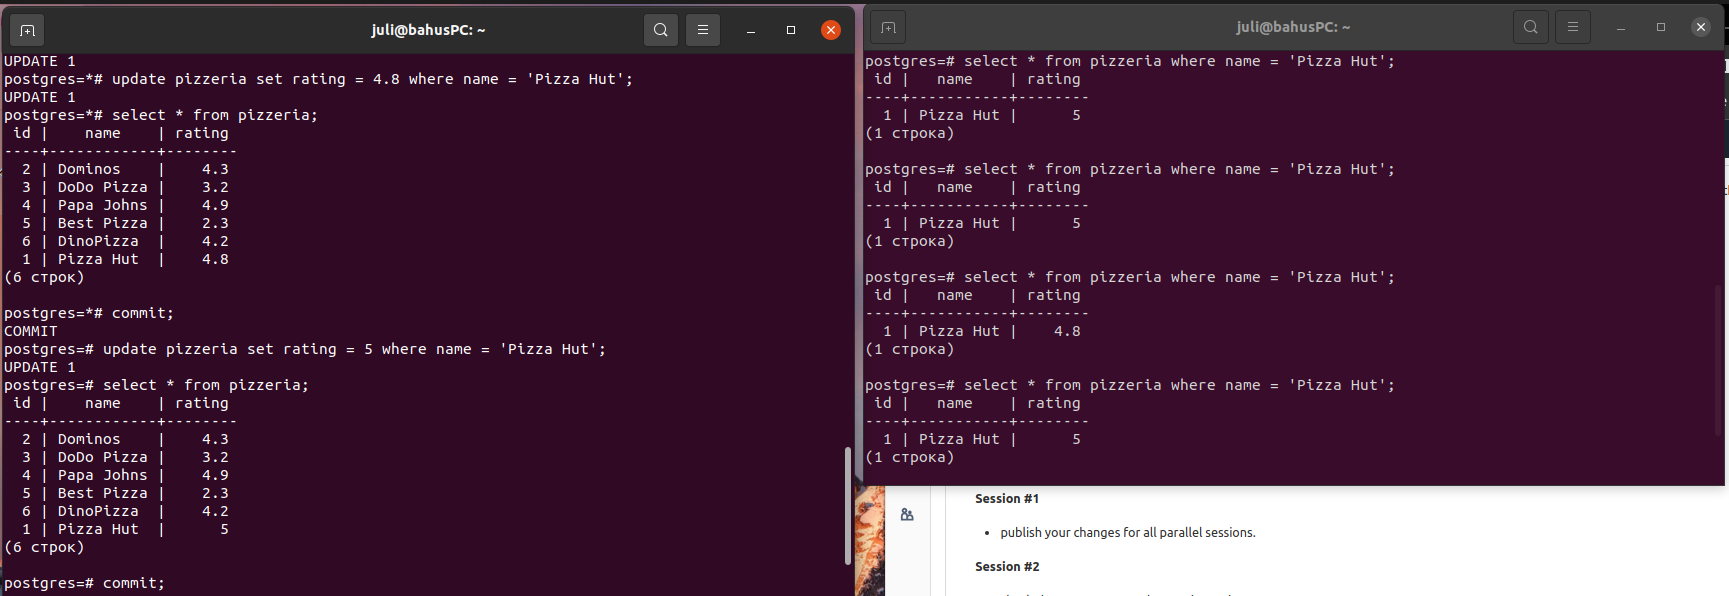 juli@bahusPC: ~
UPDATE 1
postgres=*# update pizzeria set rating = 4.8 where name = 'Pizza Hut';
UPDATE 1
postgres=*# select * from pizzeria;
 id |    name    | rating
----+------------+--------
  2 | Dominos    |    4.3
  3 | DoDo Pizza |    3.2
  4 | Papa Johns |    4.9
  5 | Best Pizza |    2.3
  6 | DinoPizza  |    4.2
  1 | Pizza Hut  |    4.8
(6 строк)
postgres=*# commit;
COMMIT
postgres=# update pizzeria set rating = 5 where name = 'Pizza Hut';
UPDATE 1
postgres=# select * from pizzeria;
 id |    name    | rating
----+------------+--------
  2 | Dominos    |    4.3
  3 | DoDo Pizza |    3.2
  4 | Papa Johns |    4.9
  5 | Best Pizza |    2.3
  6 | DinoPizza  |    4.2
  1 | Pizza Hut  |      5
(6 строк)
postgres=# commit;
juli@bahusPC: ~
postgres=# select * from pizzeria where name = 'Pizza Hut';
 id |   name    | rating
----+-----------+--------
  1 | Pizza Hut |      5
(1 строка)
postgres=# select * from pizzeria where name = 'Pizza Hut';
 id |   name    | rating
----+-----------+--------
  1 | Pizza Hut |      5
(1 строка)
postgres=# select * from pizzeria where name = 'Pizza Hut';
 id |   name    | rating
----+-----------+--------
  1 | Pizza Hut |    4.8
(1 строка)
postgres=# select * from pizzeria where name = 'Pizza Hut';
 id |   name    | rating
----+-----------+--------
  1 | Pizza Hut |      5
(1 строка)
Session #1
• publish your changes for all parallel sessions.
Session #2